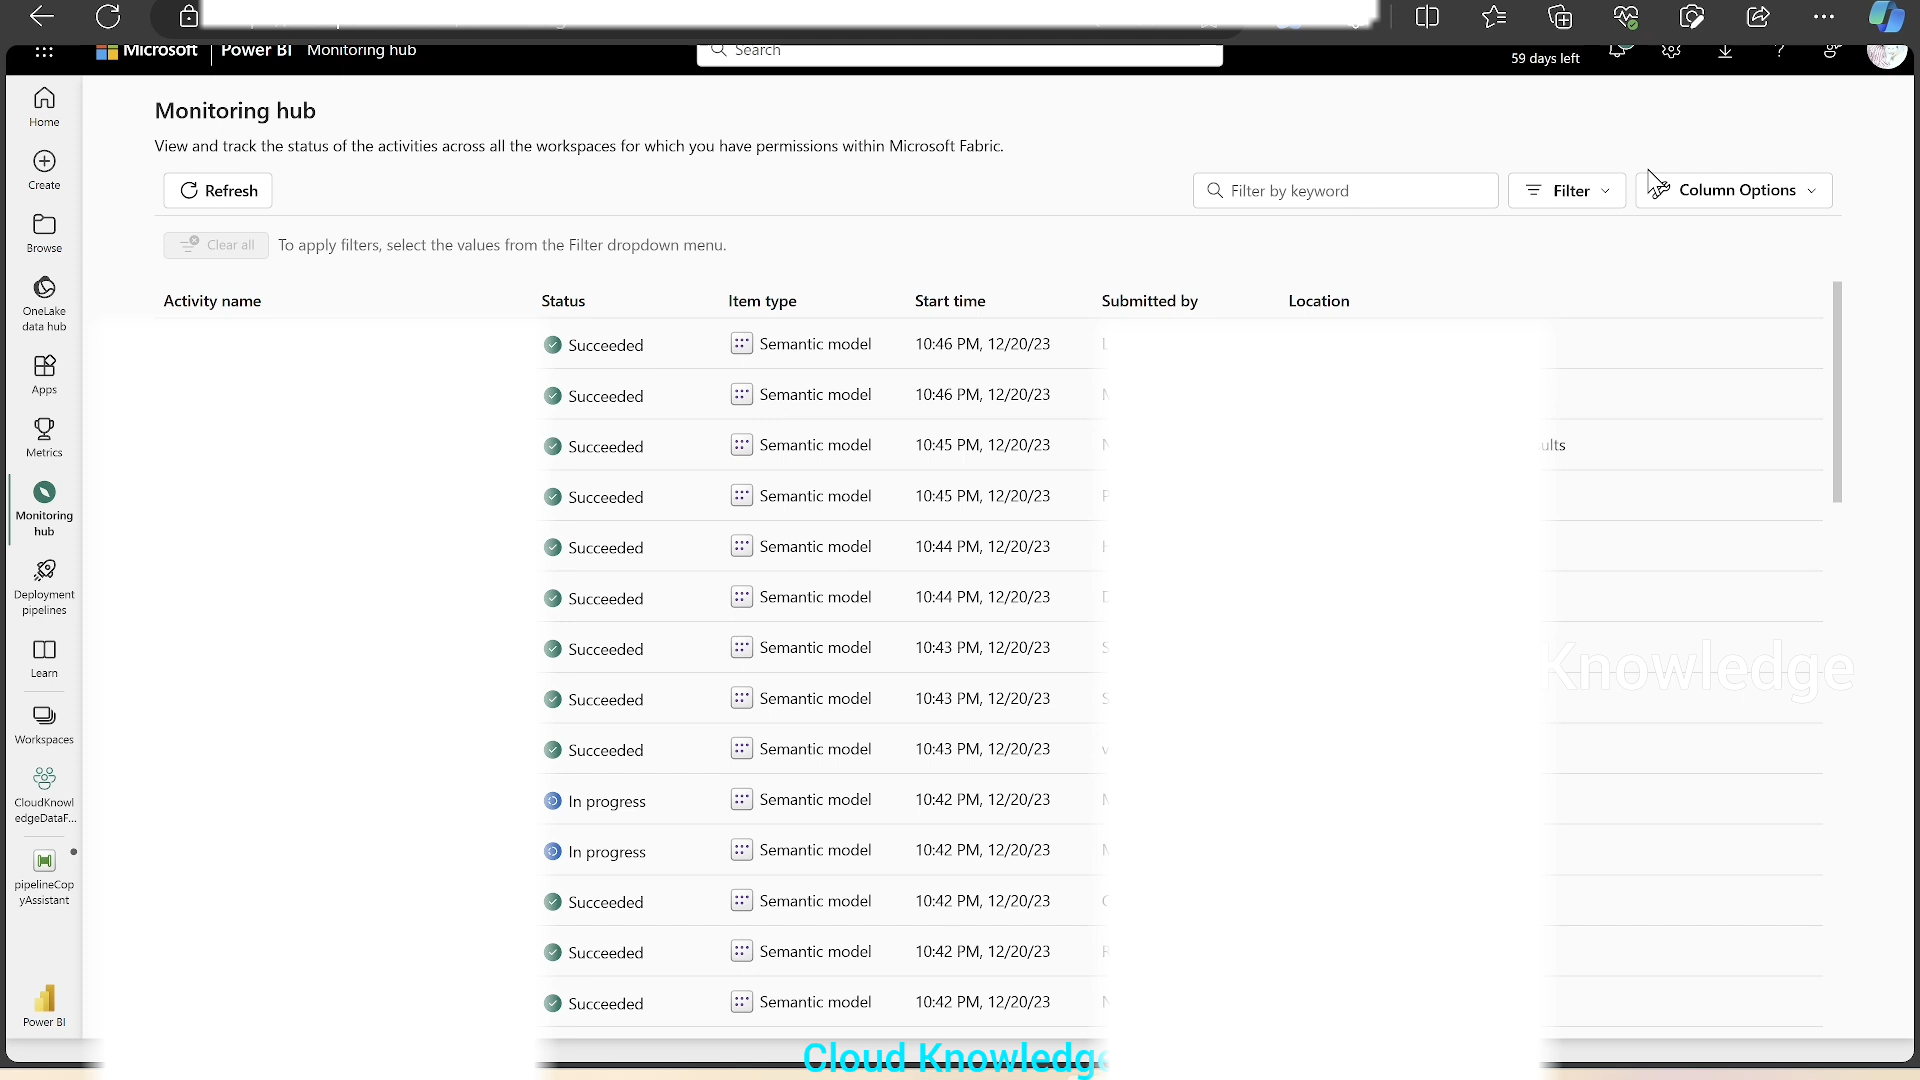 Microsoft Power BI Monitoring hub
Search
59 days left
Home
Create
Browse
OneLake
data hub
Apps
Metrics
Monitoring
hub
Deployment
pipelines
Learn
Workspaces
CloudKnowl
edgeDataF...
pipelineCop
yAssistant
Power BI
Monitoring hub
View and track the status of the activities across all the workspaces for which you have permissions within Microsoft Fabric.
Refresh
Filter by keyword
Filter
Column Options
Clear all To apply filters, select the values from the Filter dropdown menu.
Activity name Status Item type Start time Submitted by Location
Succeeded Semantic model 10:46 PM, 12/20/23
Succeeded Semantic model 10:46 PM, 12/20/23
Succeeded Semantic model 10:45 PM, 12/20/23 ults
Succeeded Semantic model 10:45 PM, 12/20/23
Succeeded Semantic model 10:44 PM, 12/20/23
Succeeded Semantic model 10:44 PM, 12/20/23
Succeeded Semantic model 10:43 PM, 12/20/23
Succeeded Semantic model 10:43 PM, 12/20/23
Succeeded Semantic model 10:43 PM, 12/20/23
In progress Semantic model 10:42 PM, 12/20/23
In progress Semantic model 10:42 PM, 12/20/23
Succeeded Semantic model 10:42 PM, 12/20/23
Succeeded Semantic model 10:42 PM, 12/20/23
Succeeded Semantic model 10:42 PM, 12/20/23
Knowledge
Cloud Knowledge